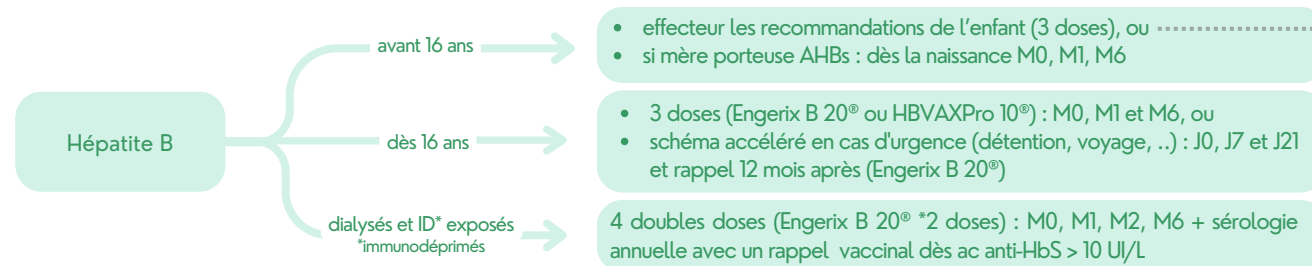 Hépatite B
avant 16 ans
• effecteur les recommandations de l'enfant (3 doses), ou
• si mère porteuse AHBs : dès la naissance M0, M1, M6
dès 16 ans
• 3 doses (Engerix B 20® ou HBVAXPro 10®) : M0, M1 et M6, ou
• schéma accéléré en cas d'urgence (détention, voyage, ..) : J0, J7 et J21
et rappel 12 mois après (Engerix B 20®)
dialysés et ID* exposés
*immunodéprimés
4 doubles doses (Engerix B 20® *2 doses) : M0, M1, M2, M6 + sérologie
annuelle avec un rappel vaccinal dès ac anti-HbS > 10 UI/L